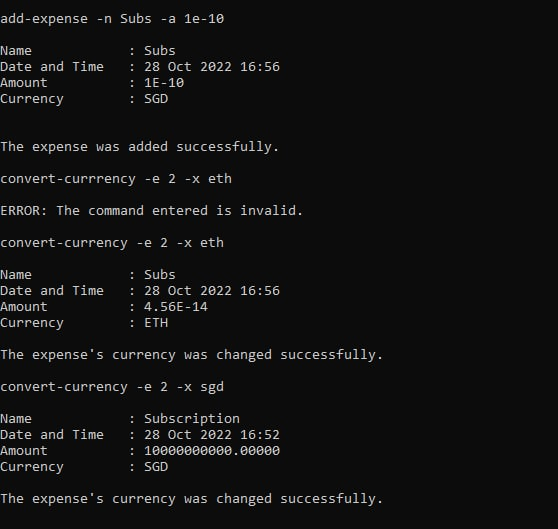 add-expense -n Subs -a 1e-10
Name : Subs
Date and Time : 28 Oct 2022 16:56
Amount : 1E-10
Currency : SGD
The expense was added successfully.
convert-currrency -e 2 -x eth
ERROR: The command entered is invalid.
convert-currency -e 2 -x eth
Name : Subs
Date and Time : 28 Oct 2022 16:56
Amount : 4.56E-14
Currency : ETH
The expense's currency was changed successfully.
convert-currency -e 2 -x sgd
Name : Subscription
Date and Time : 28 Oct 2022 16:52
Amount : 10000000000.00000
Currency : SGD
The expense's currency was changed successfully.